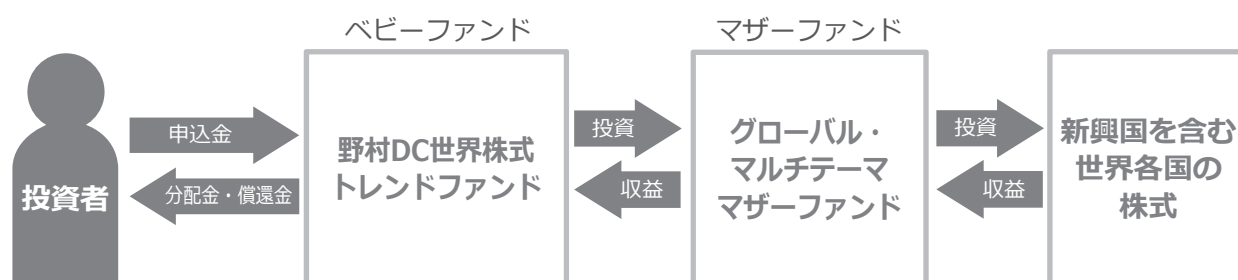 ベビーファンド
マザーファンド
投資者
申込金
分配金・償還金
野村DC世界株式
トレンドファンド
投資
収益
グローバル・
マルチテーマ
マザーファンド
投資
収益
新興国を含む
世界各国の
株式